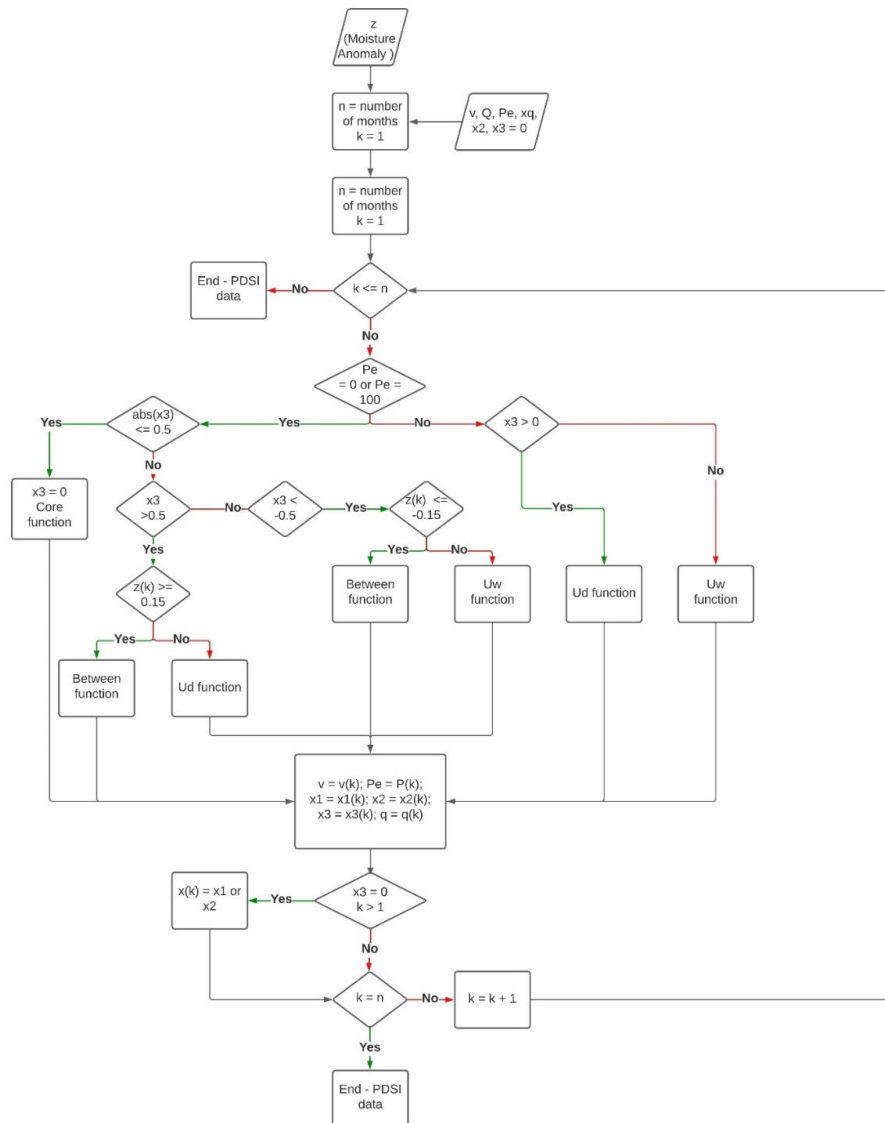 z
(Moisture
Anomaly )
n = number
of months
k = 1
v, Q, Pe, xq,
x2, x3 = 0
n = number
of months
k = 1
End - PDSI
data
No
k <= n
No
Pe
= 0 or Pe =
100
Yes
abs(x3)
<= 0.5
Yes
No
x3 > 0
No
x3 = 0
Core
function
No
x3
>0.5
No
x3 <
-0.5
Yes
z(k) <=
-0.15
Yes
Yes
z(k) >=
0.15
Yes
No
Between
function
Uw
function
Ud function
Uw
function
Yes
No
Between
function
Ud function
v = v(k); Pe = P(k);
x1 = x1(k); x2 = x2(k);
x3 = x3(k); q = q(k)
x(k) = x1 or
x2
Yes
x3 = 0
k > 1
No
k = n
No
k = k + 1
Yes
End - PDSI
data